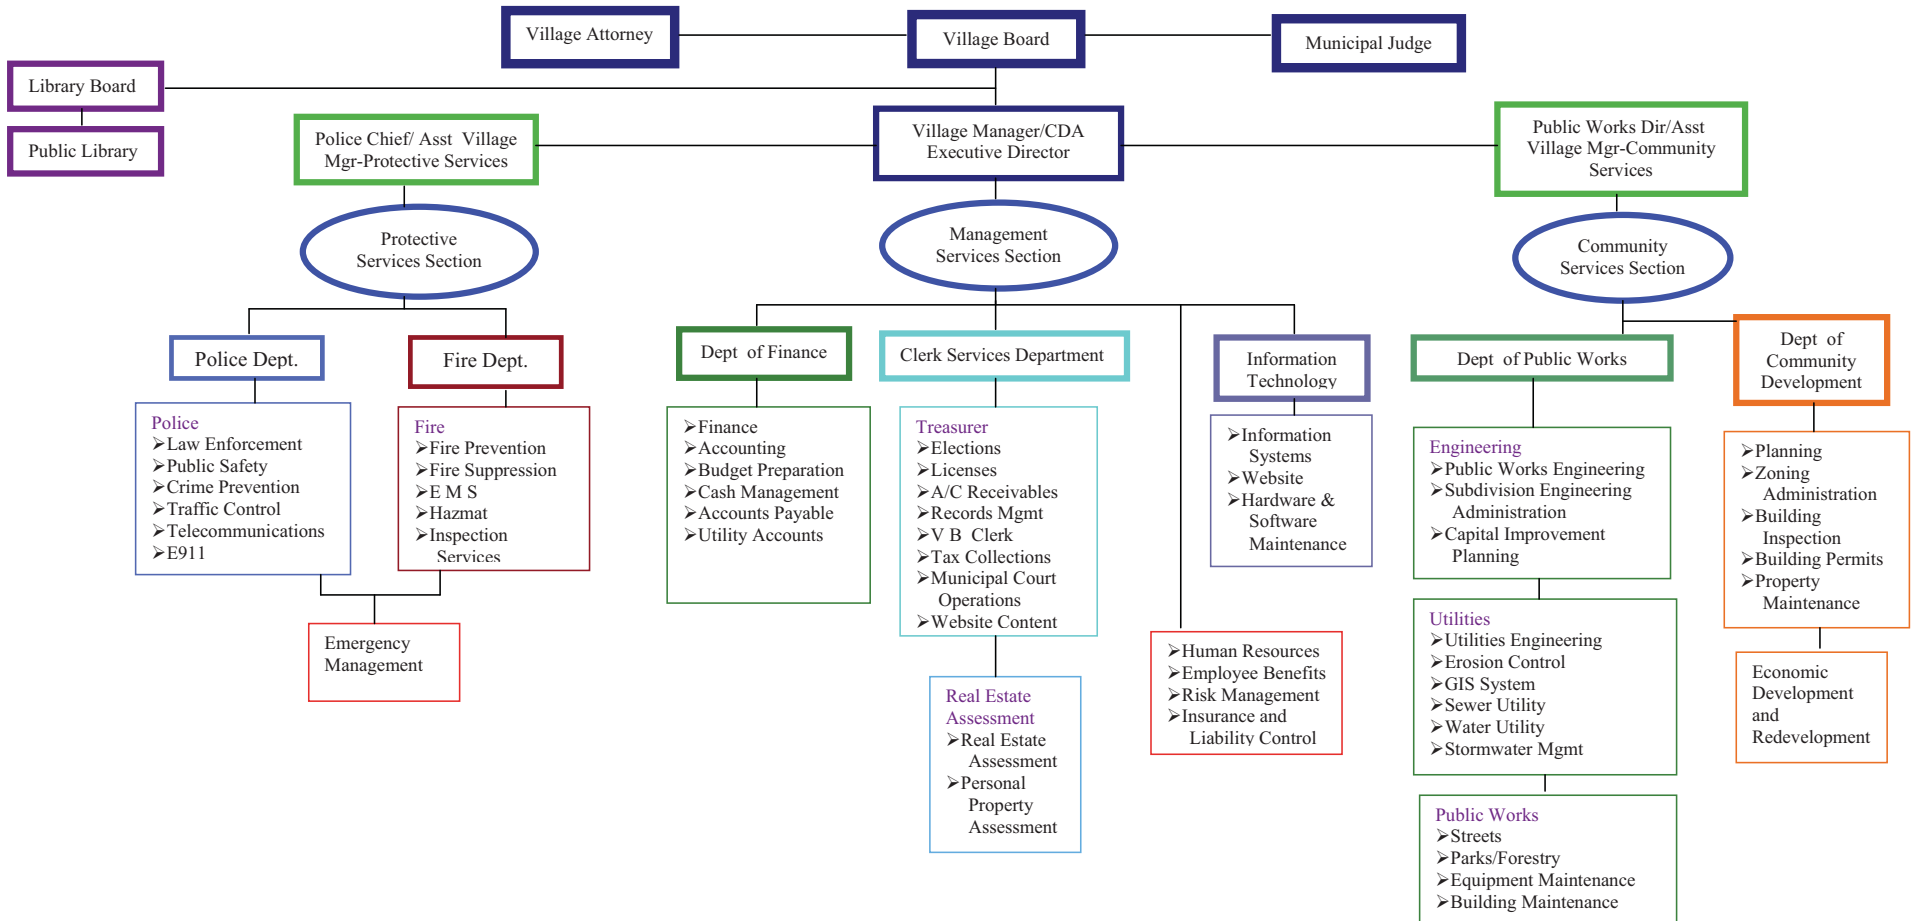 Village Attorney
Village Board
Municipal Judge
Library Board
Public Library
Police Chief/ Asst Village
Mgr-Protective Services
Village Manager/CDA
Executive Director
Public Works Dir/Asst
Village Mgr-Community
Services
Protective
Services Section
Management
Services Section
Community
Services Section
Police Dept.
Fire Dept.
Dept of Finance
Clerk Services Department
Information
Technology
Dept of Public Works
Dept of
Community
Development
Police
➢Law Enforcement
➢Public Safety
➢Crime Prevention
➢Traffic Control
➢Telecommunications
➢E911
Fire
➢Fire Prevention
➢Fire Suppression
➢E M S
➢Hazmat
➢Inspection
Services
Emergency
Management
➢Finance
➢Accounting
➢Budget Preparation
➢Cash Management
➢Accounts Payable
➢Utility Accounts
Treasurer
➢Elections
➢Licenses
➢A/C Receivables
➢Records Mgmt
➢V B Clerk
➢Tax Collections
➢Municipal Court
Operations
➢Website Content
Real Estate
Assessment
➢Real Estate
Assessment
➢Personal
Property
Assessment
➢Human Resources
➢Employee Benefits
➢Risk Management
➢Insurance and
Liability Control
➢Information
Systems
➢Website
➢Hardware &
Software
Maintenance
Engineering
➢Public Works Engineering
➢Subdivision Engineering
Administration
➢Capital Improvement
Planning
Utilities
➢Utilities Engineering
➢Erosion Control
➢GIS System
➢Sewer Utility
➢Water Utility
➢Stormwater Mgmt
Public Works
➢Streets
➢Parks/Forestry
➢Equipment Maintenance
➢Building Maintenance
➢Planning
➢Zoning
Administration
➢Building
Inspection
➢Building Permits
➢Property
Maintenance
Economic
Development
and
Redevelopment